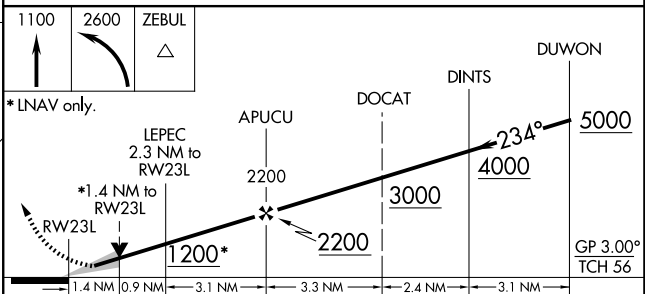 1100 2600 ZEBUL
* LNAV only.
DUWON
DINTS
DOCAT
APUCU
LEPEC
2.3 NM to
RW23L
*1.4 NM to
RW23L
RW23L
2200
234°
5000
4000
3000
2200
1200*
GP 3.00°
TCH 56
1.4 NM 0.9 NM 3.1 NM 3.3 NM 2.4 NM 3.1 NM